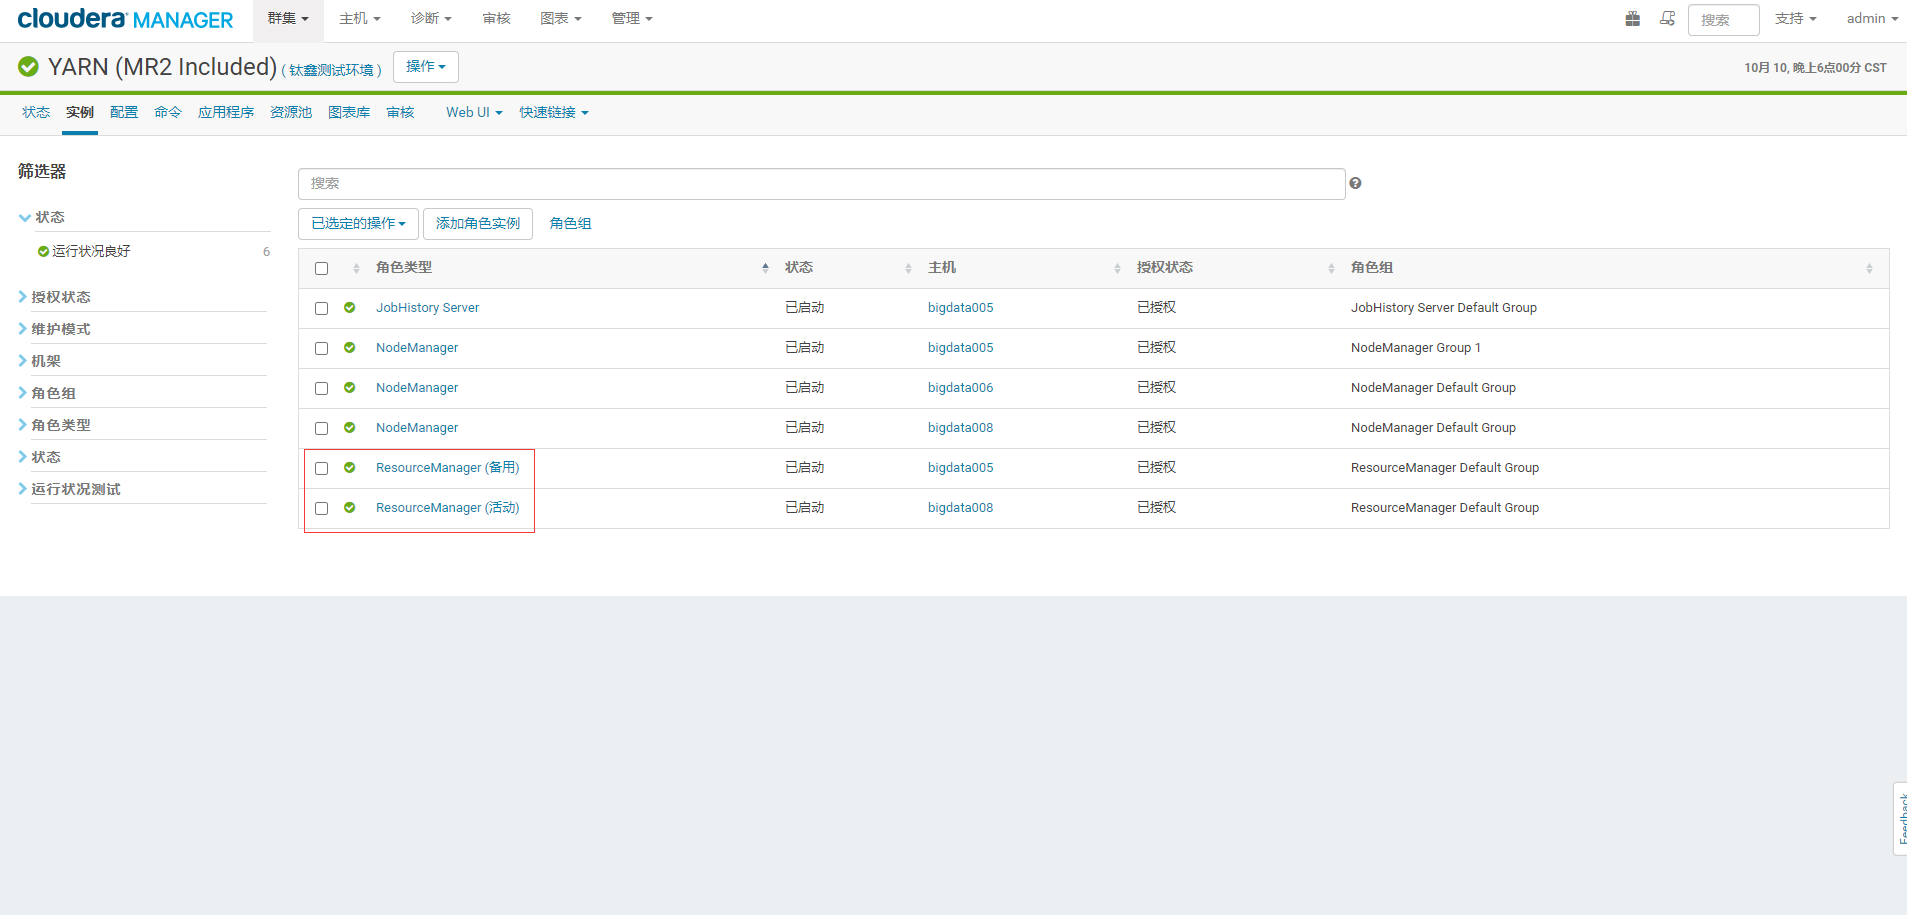 cloudera MANAGER 群集 主机 诊断 审核 图表 管理 搜索 支持 admin
YARN (MR2 Included) ( 钛鑫测试环境 ) 操作 10月 10, 晚上6点00分 CST
状态 实例 配置 命令 应用程序 资源池 图表库 审核 Web UI 快速链接
筛选器
状态
运行状况良好 6
授权状态
维护模式
机架
角色组
角色类型
状态
运行状况测试
搜索
已选定的操作 添加角色实例 角色组
角色类型 状态 主机 授权状态 角色组
JobHistory Server 已启动 bigdata005 已授权 JobHistory Server Default Group
NodeManager 已启动 bigdata005 已授权 NodeManager Group 1
NodeManager 已启动 bigdata006 已授权 NodeManager Default Group
NodeManager 已启动 bigdata008 已授权 NodeManager Default Group
ResourceManager (备用) 已启动 bigdata005 已授权 ResourceManager Default Group
ResourceManager (活动) 已启动 bigdata008 已授权 ResourceManager Default Group
Feedback